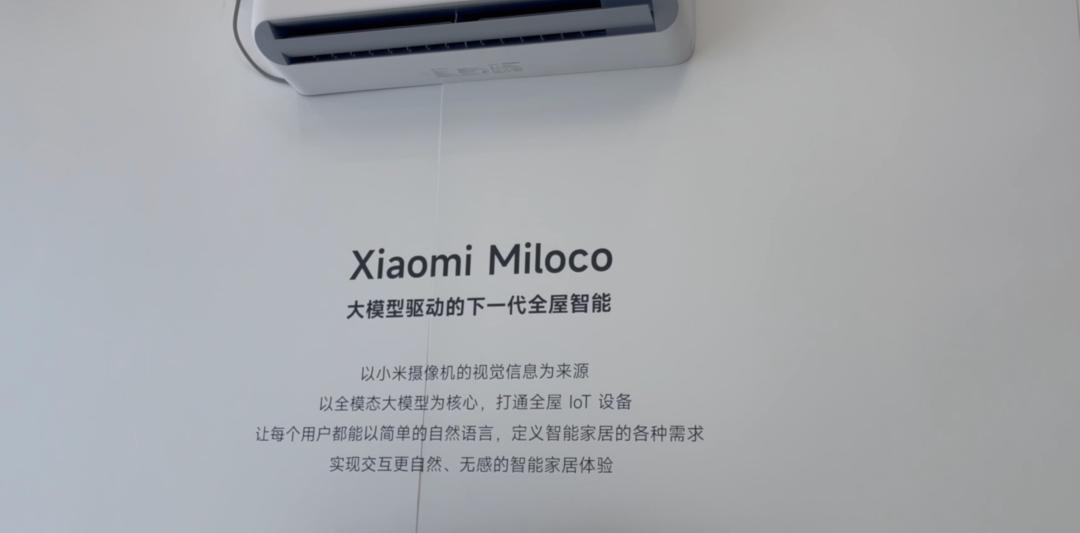 Xiaomi Miloco
大模型驱动的下一代全屋智能
以小米摄像机的视觉信息为来源
以全模态大模型为核心，打通全屋 IoT 设备
让每个用户都能以简单的自然语言，定义智能家居的各种需求
实现交互更自然、无感的智能家居体验